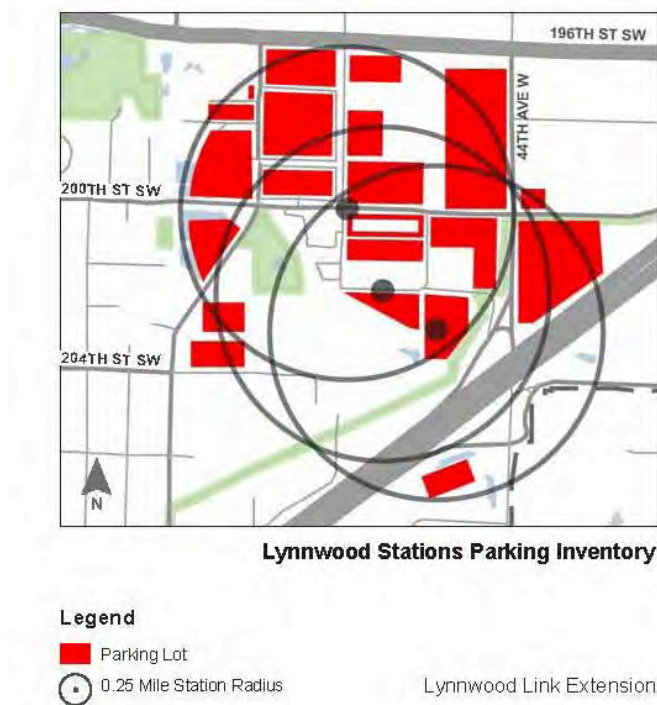 196TH ST SW
44TH AVE W
200TH ST SW
204TH ST SW
N
Lynnwood Stations Parking Inventory
Legend
Parking Lot
0.25 Mile Station Radius
Lynnwood Link Extension